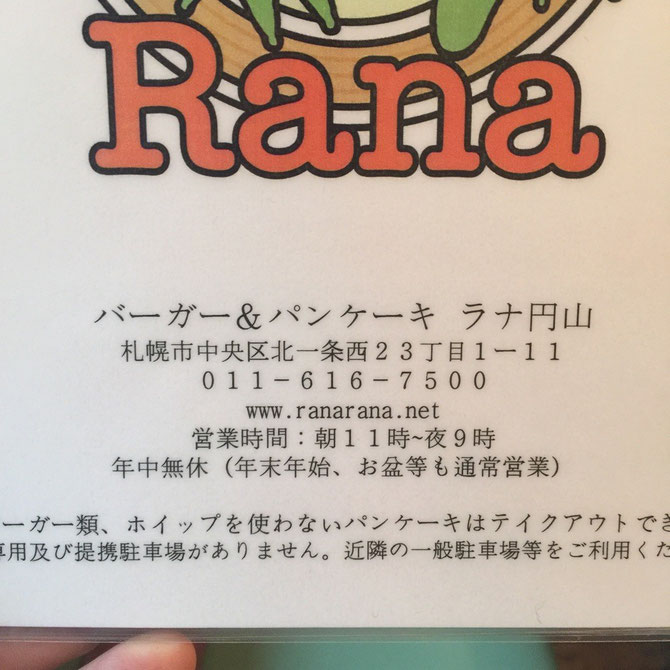 Rana
バーガー＆パンケーキ ラナ円山
札幌市中央区北一条西２３丁目１ー１１
０１１－６１６－７５００
www.ranarana.net
営業時間：朝１１時~夜９時
年中無休（年末年始、お盆等も通常営業）
ーガー類、ホイップを使わないパンケーキはテイクアウトでき
専用及び提携駐車場がありません。近隣の一般駐車場等をご利用くだ